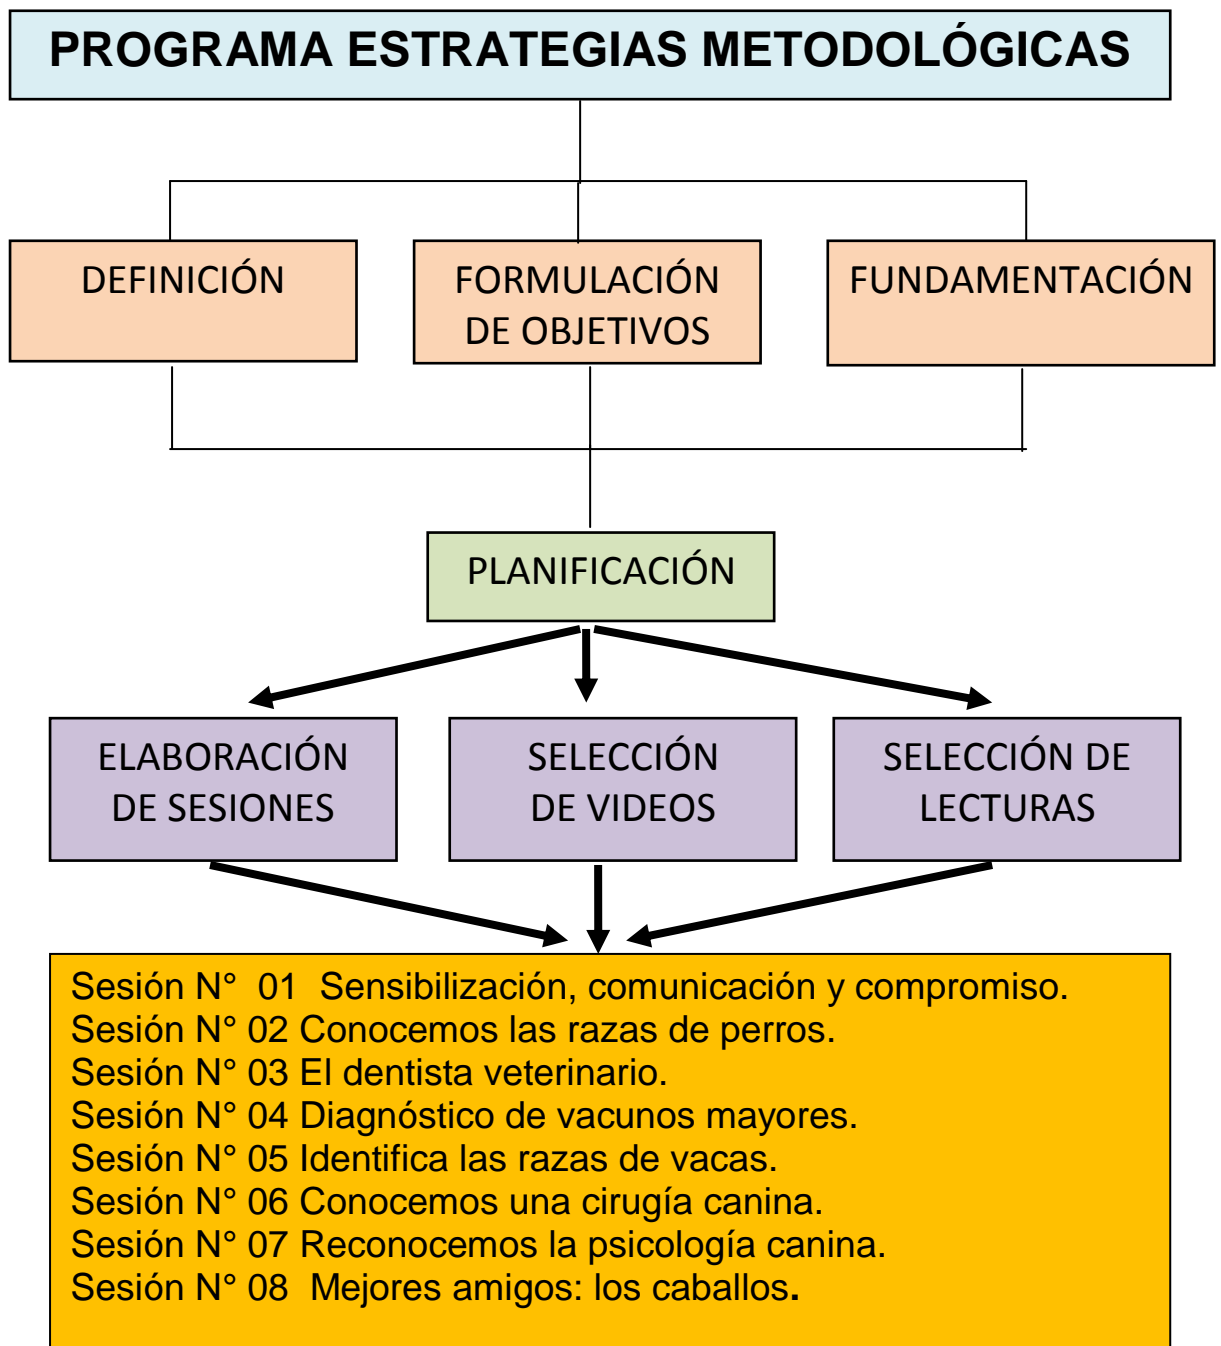 PROGRAMA ESTRATEGIAS METODOLÓGICAS
DEFINICIÓN
FORMULACIÓN
DE OBJETIVOS
FUNDAMENTACIÓN
PLANIFICACIÓN
ELABORACIÓN
DE SESIONES
SELECCIÓN
DE VIDEOS
SELECCIÓN DE
LECTURAS
Sesión N° 01 Sensibilización, comunicación y compromiso.
Sesión N° 02 Conocemos las razas de perros.
Sesión N° 03 El dentista veterinario.
Sesión N° 04 Diagnóstico de vacunos mayores.
Sesión N° 05 Identifica las razas de vacas.
Sesión N° 06 Conocemos una cirugía canina.
Sesión N° 07 Reconocemos la psicología canina.
Sesión N° 08 Mejores amigos: los caballos.